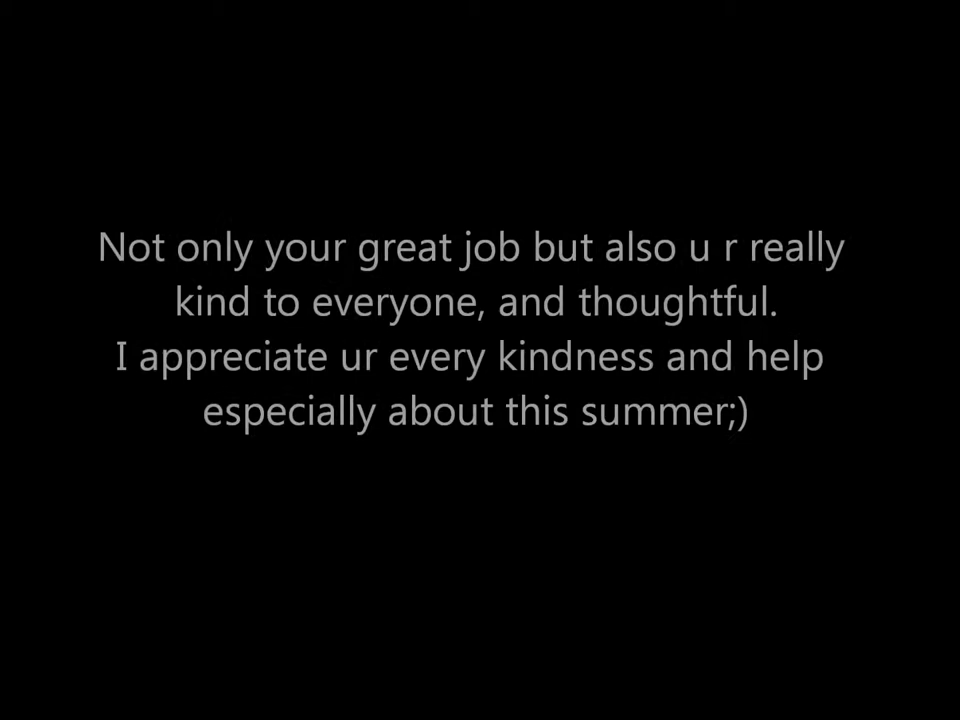 Not only your great job but also u r really
kind to everyone, and thoughtful.
I appreciate ur every kindness and help
especially about this summer;)